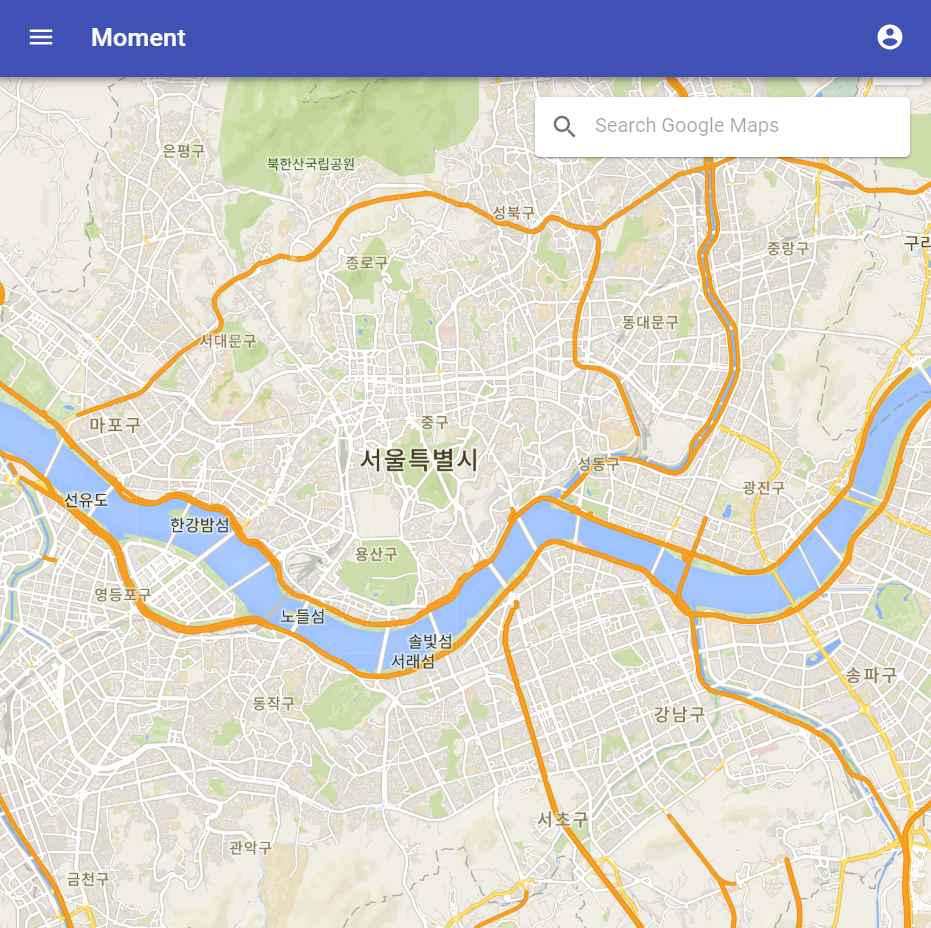 Moment
Search Google Maps
은평구
북한산국립공원
성북구
중랑구
구리
종로구
동대문구
서대문구
중구
마포구
서울특별시
성동구
광진구
선유도
한강밤섬
용산구
영등포구
노들섬
솔빛섬
서래섬
송파구
동작구
강남구
서초구
관악구
금천구